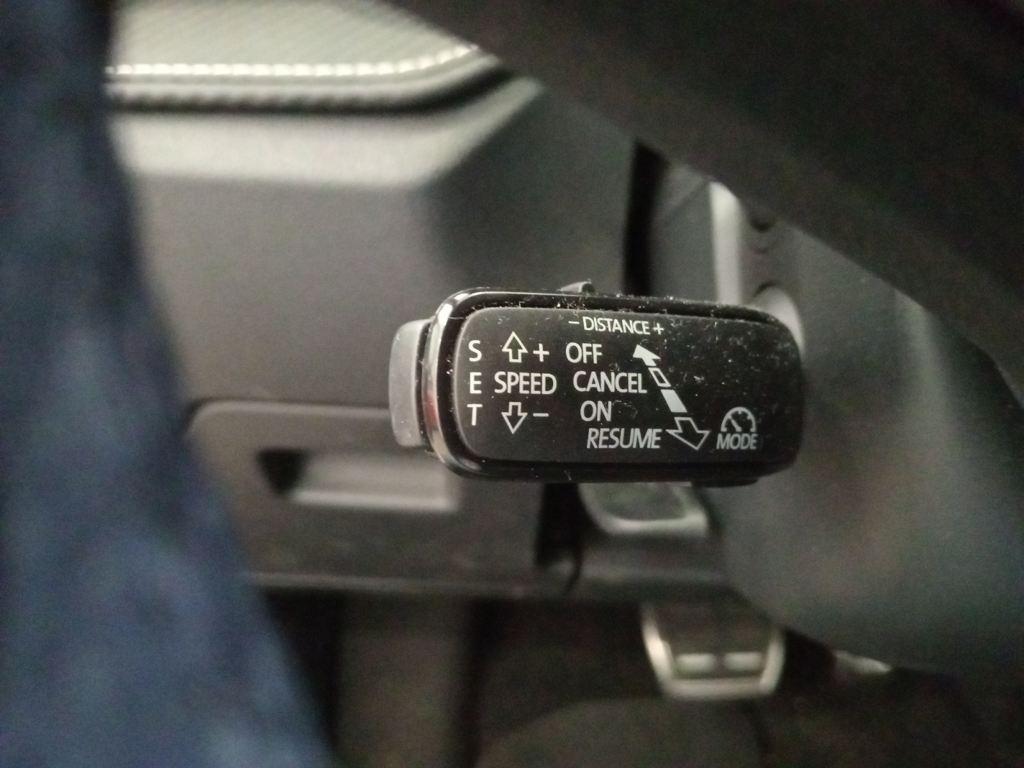 - DISTANCE +
S + OFF
E SPEED CANCEL
T - ON
RESUME MODE